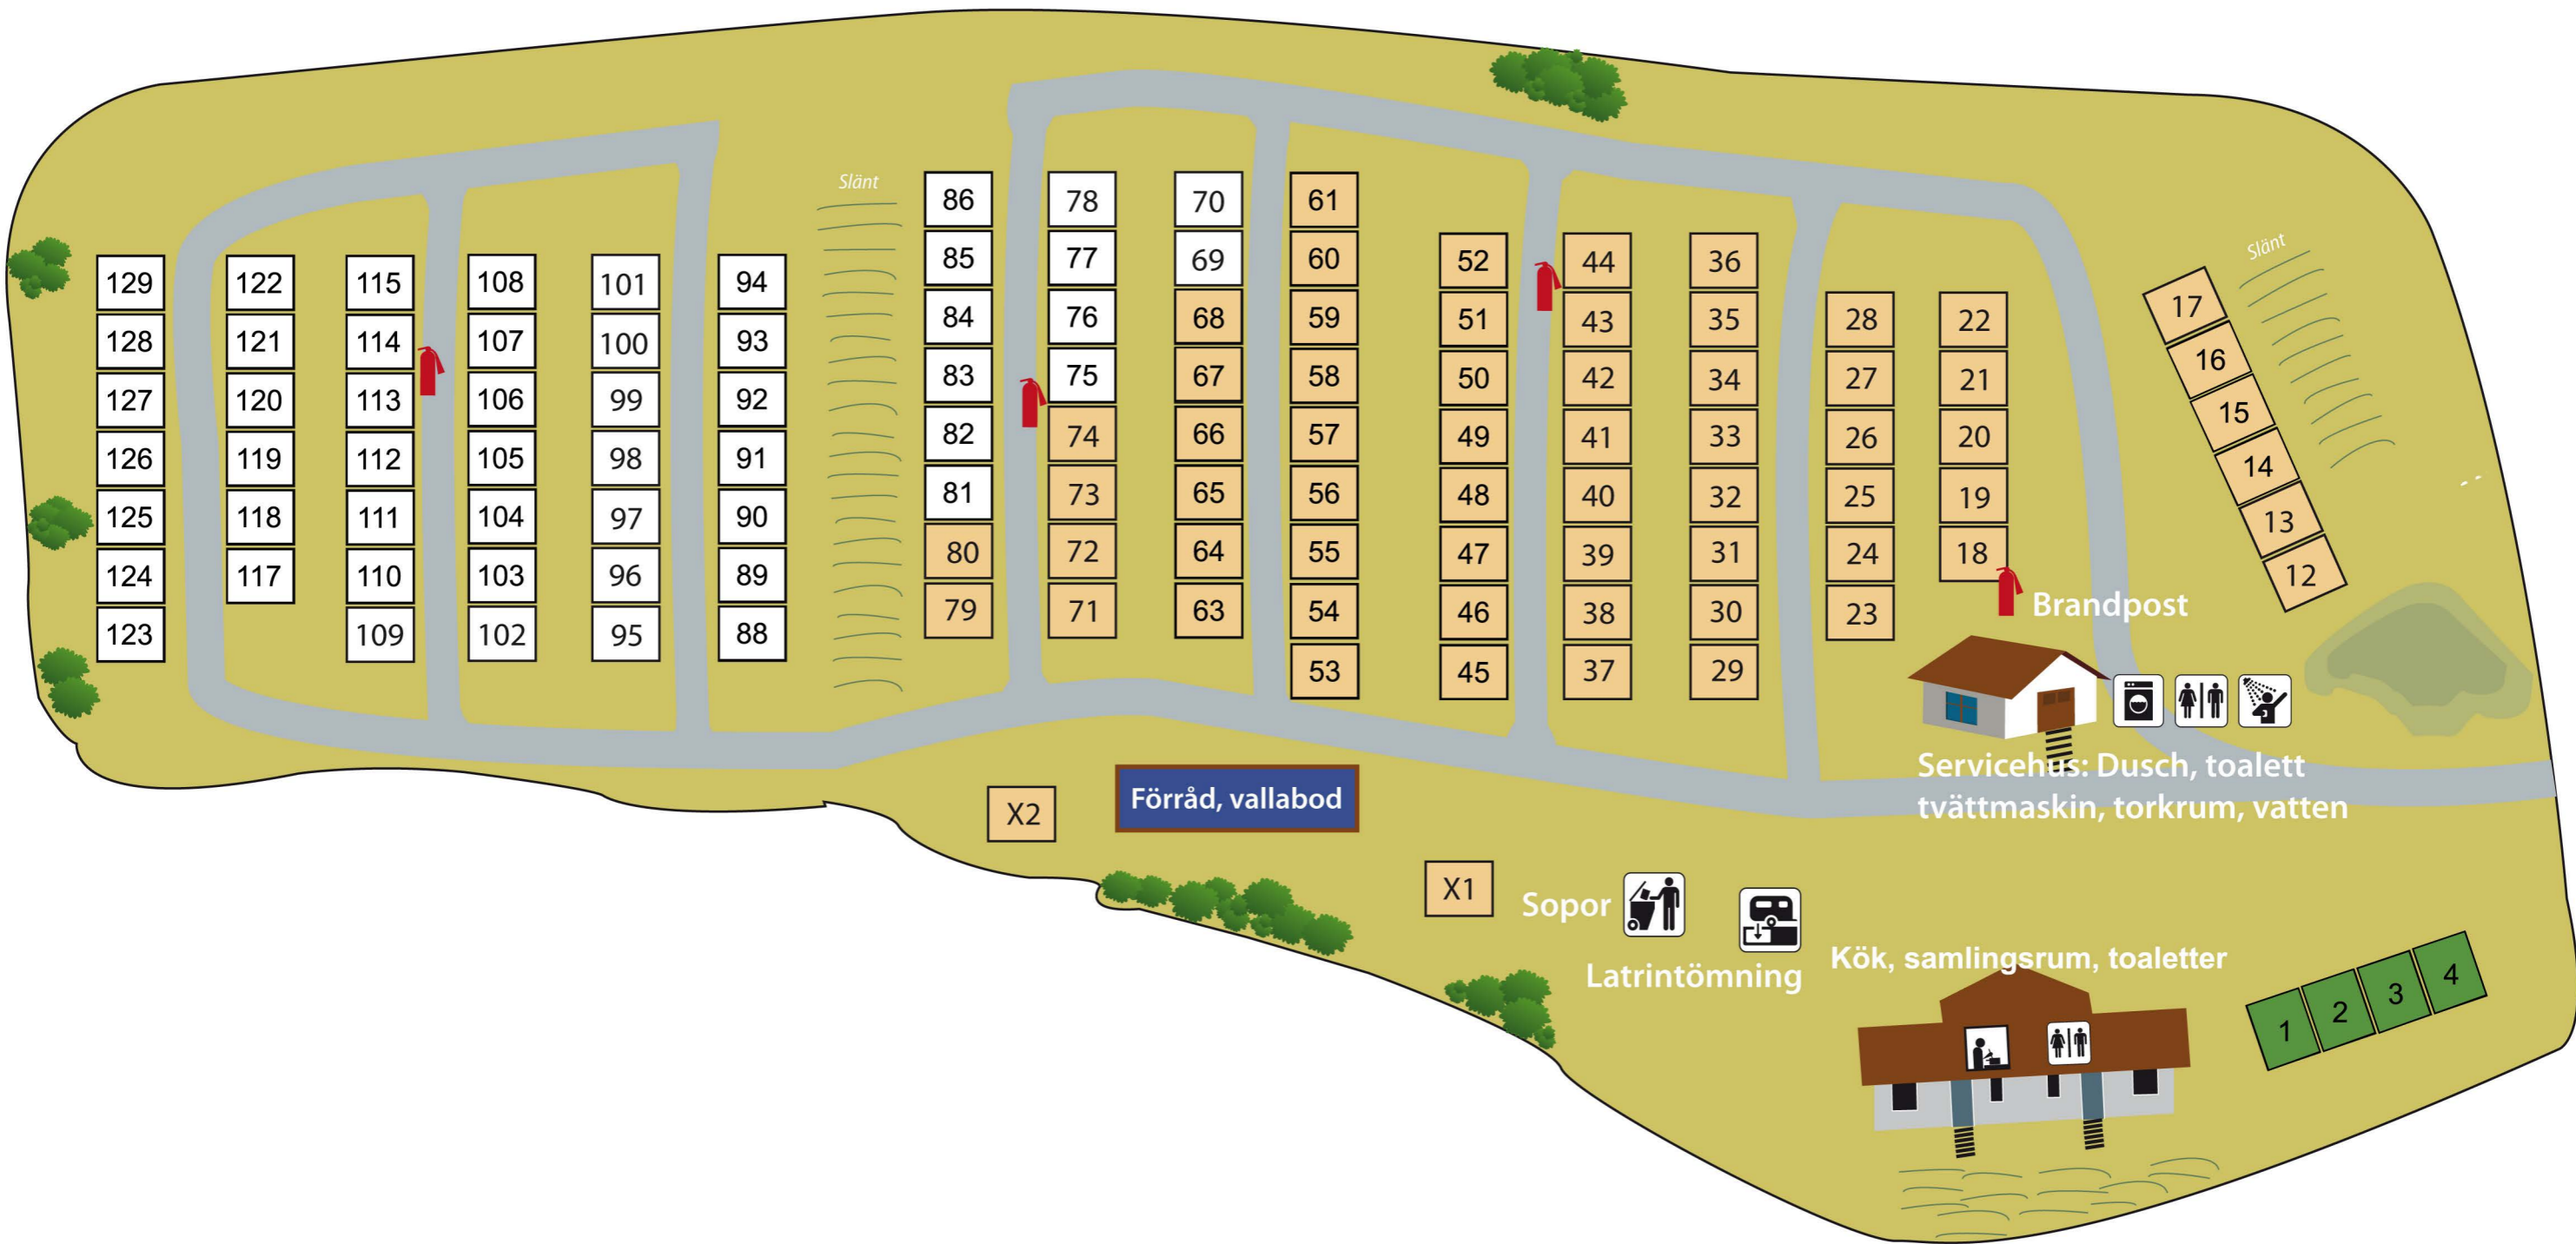 Slänt
86 78 70 61
85 77 69 60 52 44 36
Slänt
129 122 115 108 101 94
84 76 68 59 51 43 35 28 22 17
128 121 114 107 100 93
83 75 67 58 50 42 34 27 21 16
127 120 113 106 99 92
82 74 66 57 49 41 33 26 20 15
126 119 112 105 98 91
81 73 65 56 48 40 32 25 19 14
125 118 111 104 97 90
80 72 64 55 47 39 31 24 18 13
124 117 110 103 96 89
79 71 63 54 46 38 30 23 12
123 109 102 95 88
53 45 37 29
Brandpost
Servicehus: Dusch, toalett
tvättmaskin, torkrum, vatten
X2
Förråd, vallabod
X1
Sopor
Latrintömning
Kök, samlingsrum, toaletter
1 2 3 4